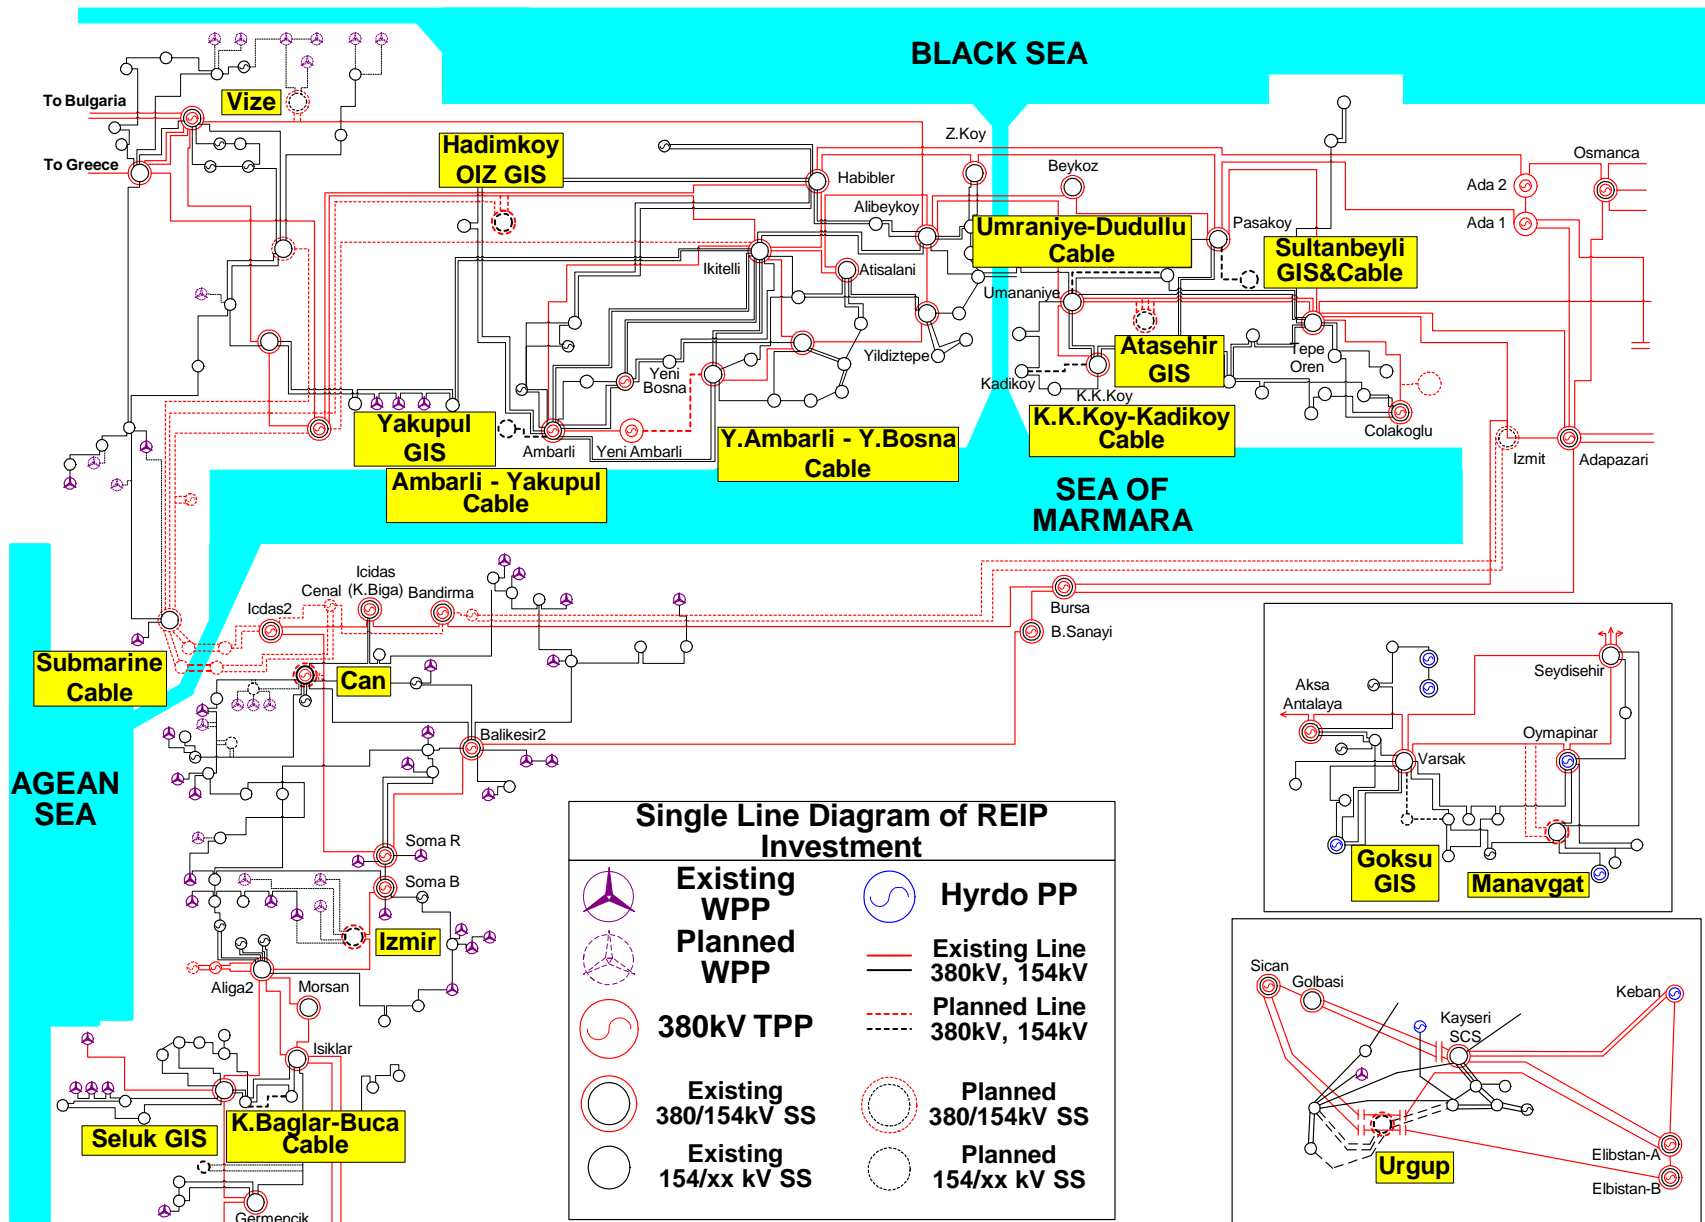 BLACK SEA
To Bulgaria
Vize
Z.Koy
Hadimkoy
OIZ GIS
To Greece
Osmanca
Beykoz
Habibler
Ada 2
Alibeykoy
Umraniye-Dudullu
Cable
Pasakoy
Ada 1
Sultanbeyli
GIS&Cable
Ikitelli
Atisalani
Umananiye
Atasehir
GIS
Yildiztepe
Tepe
Oren
Yeni
Bosna
Kadikoy
K.K.Koy
Yakupul
GIS
K.K.Koy-Kadikoy
Cable
Colakoglu
Y.Ambarli - Y.Bosna
Cable
Ambarli
Yeni Ambarli
Izmit
Adapazari
Ambarli - Yakupul
Cable
SEA OF
MARMARA
Icidas
(K.Biga)
Cenal
Bandirma
Icdas2
Bursa
B.Sanayi
Submarine
Cable
Can
Seydisehir
Aksa
Antalaya
Oymapinar
Balikesir2
Varsak
AGEAN
SEA
Single Line Diagram of REIP
Investment
Soma R
Goksu
GIS
Manavgat
Existing
WPP
Hyrdo PP
Soma B
Izmir
Planned
WPP
Existing Line
380kV, 154kV
Aliga2
Morsan
Sican
Golbasi
Keban
380kV TPP
Planned Line
380kV, 154kV
Kayseri
SCS
Isiklar
Existing
380/154kV SS
Planned
380/154kV SS
Seluk GIS
K.Baglar-Buca
Cable
Existing
154/xx kV SS
Planned
154/xx kV SS
Urgup
Elibstan-A
Elbistan-B
Germencik